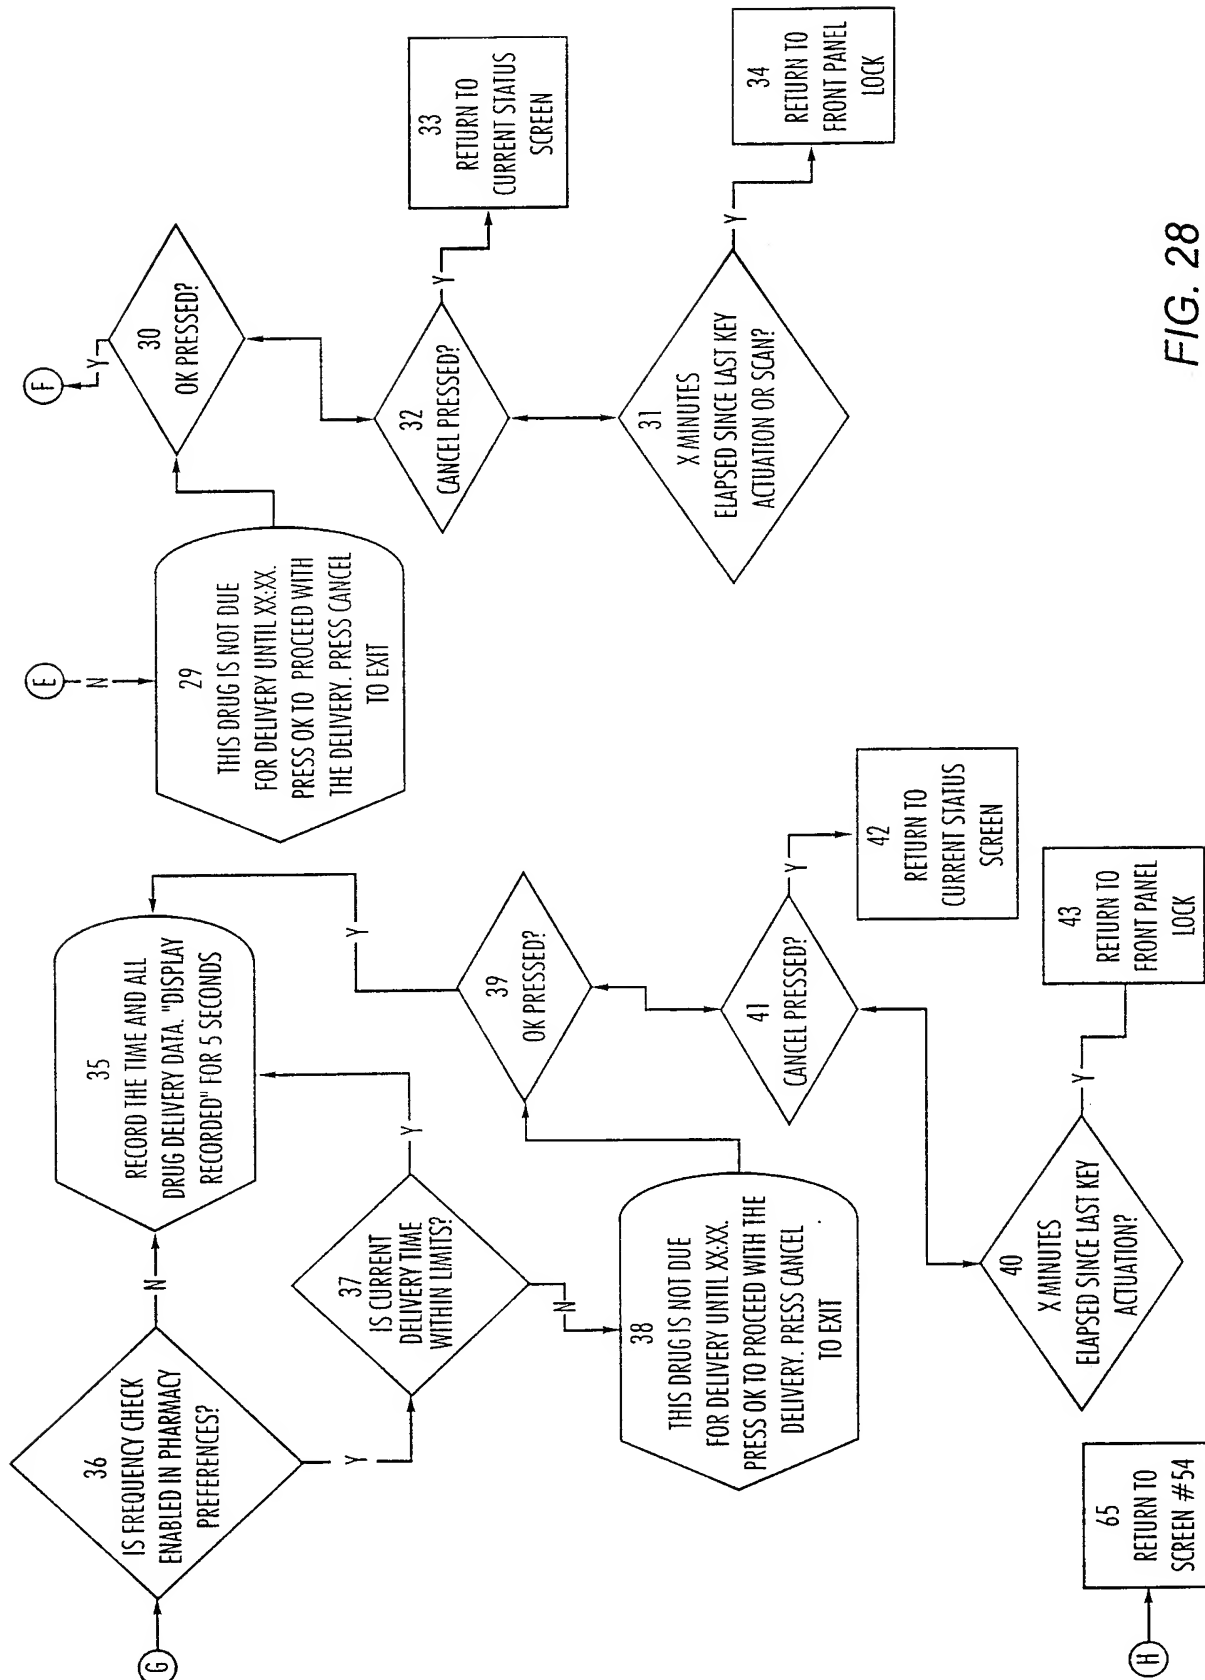 G
36
IS FREQUENCY CHECK
ENABLED IN PHARMACY
PREFERENCES?
N
Y
35
RECORD THE TIME AND ALL
DRUG DELIVERY DATA. "DISPLAY
RECORDED" FOR 5 SECONDS
37
IS CURRENT
DELIVERY TIME
WITHIN LIMITS?
Y
N
38
THIS DRUG IS NOT DUE
FOR DELIVERY UNTIL XX:XX.
PRESS OK TO PROCEED WITH THE
DELIVERY. PRESS CANCEL
TO EXIT
39
OK PRESSED?
Y
41
CANCEL PRESSED?
Y
42
RETURN TO
CURRENT STATUS
SCREEN
40
X MINUTES
ELAPSED SINCE LAST KEY
ACTUATION?
Y
43
RETURN TO
FRONT PANEL
LOCK
H
65
RETURN TO
SCREEN #54
E
N
29
THIS DRUG IS NOT DUE
FOR DELIVERY UNTIL XX:XX.
PRESS OK TO PROCEED WITH
THE DELIVERY. PRESS CANCEL
TO EXIT
F
Y
30
OK PRESSED?
32
CANCEL PRESSED?
Y
33
RETURN TO
CURRENT STATUS
SCREEN
31
X MINUTES
ELAPSED SINCE LAST KEY
ACTUATION OR SCAN?
Y
34
RETURN TO
FRONT PANEL
LOCK
FIG. 28